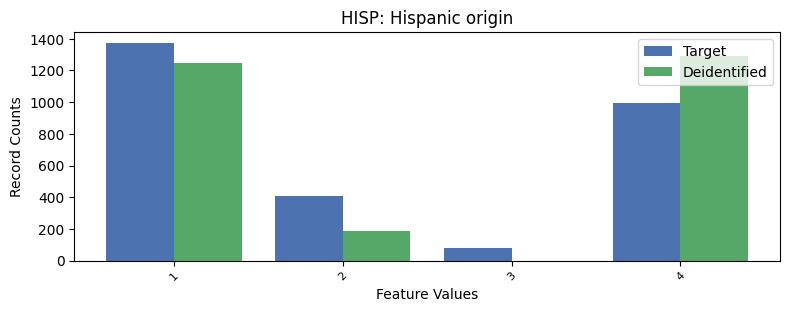 HISP: Hispanic origin
Target
Deidentified
Record Counts
1400
1200
1000
800
600
400
200
0
1
2
3
4
Feature Values